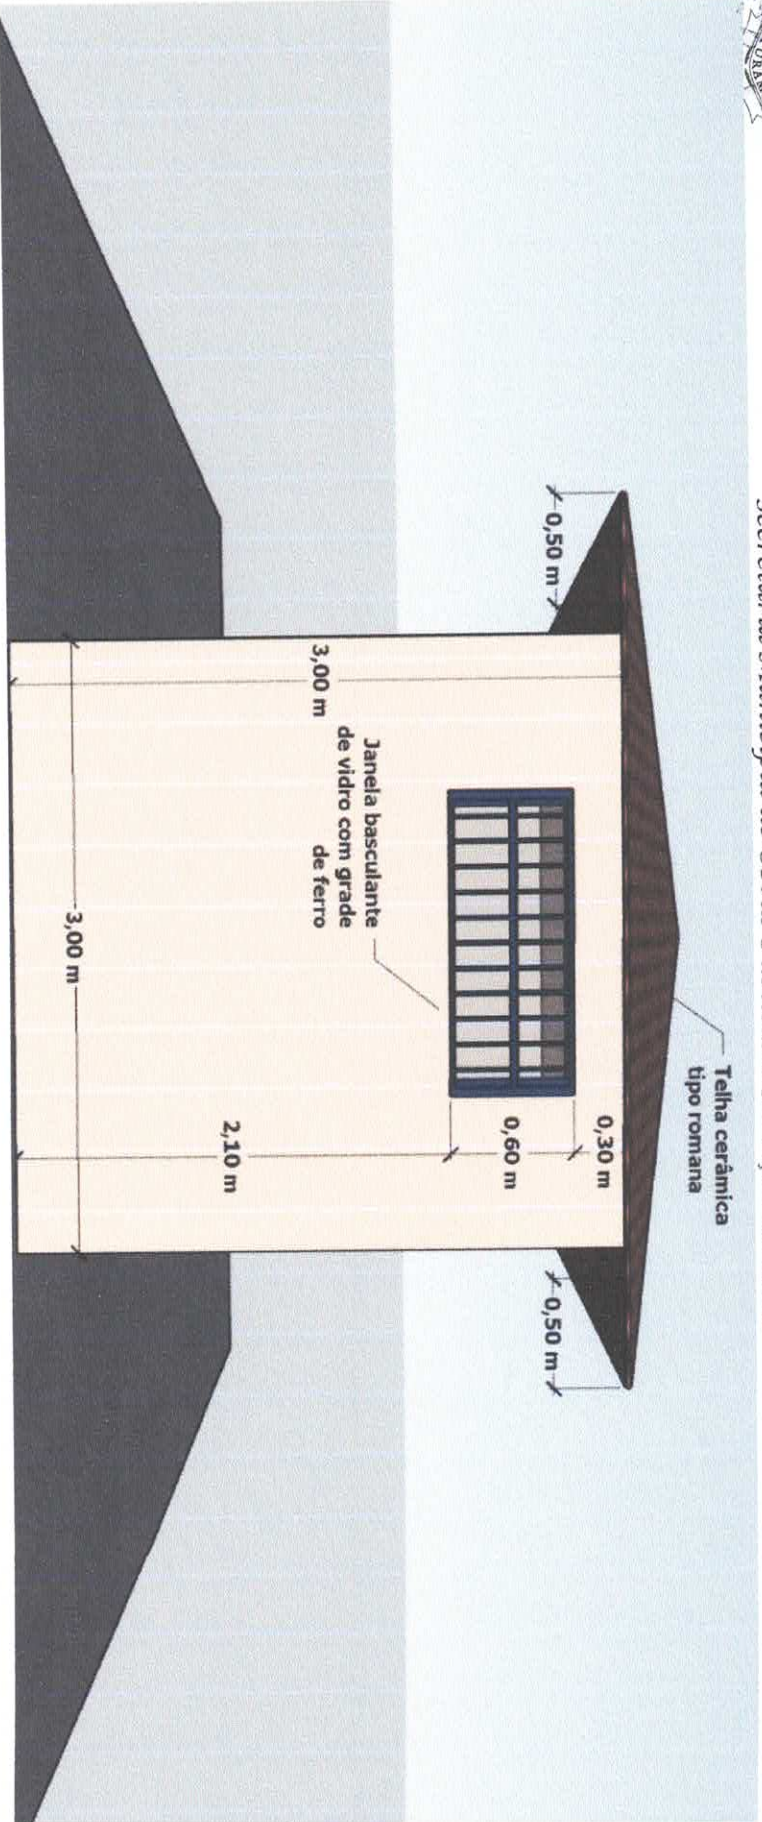 Telha cerâmica
tipo romana
0,50 m
0,50 m
0,30 m
0,60 m
2,10 m
3,00 m
Janela basculante
de vidro com grade
de ferro
3,00 m